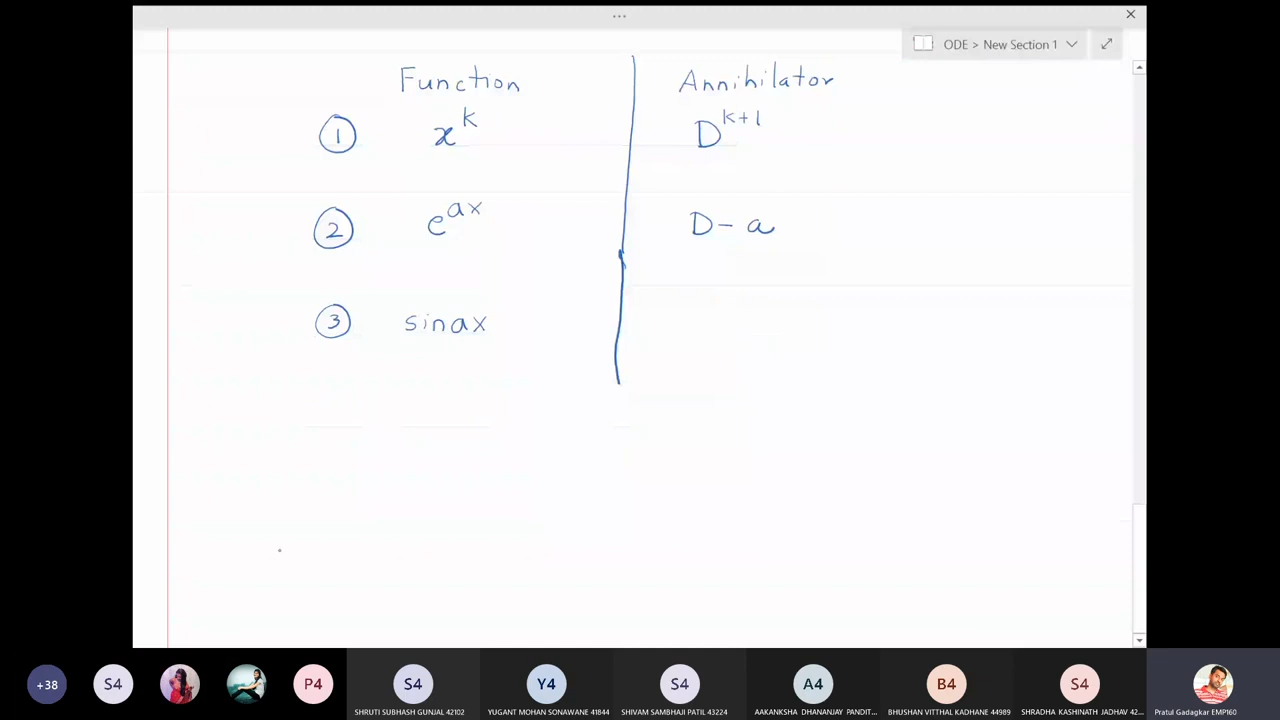 ODE > New Section 1
Function Annihilator
① x^k D^{k+1}
② e^{ax} D - a
③ sinax
+38 S4 P4 S4 Y4 S4 A4 B4 S4
SHRUTI SUBHASH GUNJAL 42102 YUGANT MOHAN SONAWANE 41844 SHIVAM SAMBHAJI PATIL 43224 AAKANKSHA DHANANJAY PANDIT... BHUSHAN VITTHAL KADHANE 44989 SHRADHA KASHINATH JADHAV 42... Pratul Gadagkar EMP160